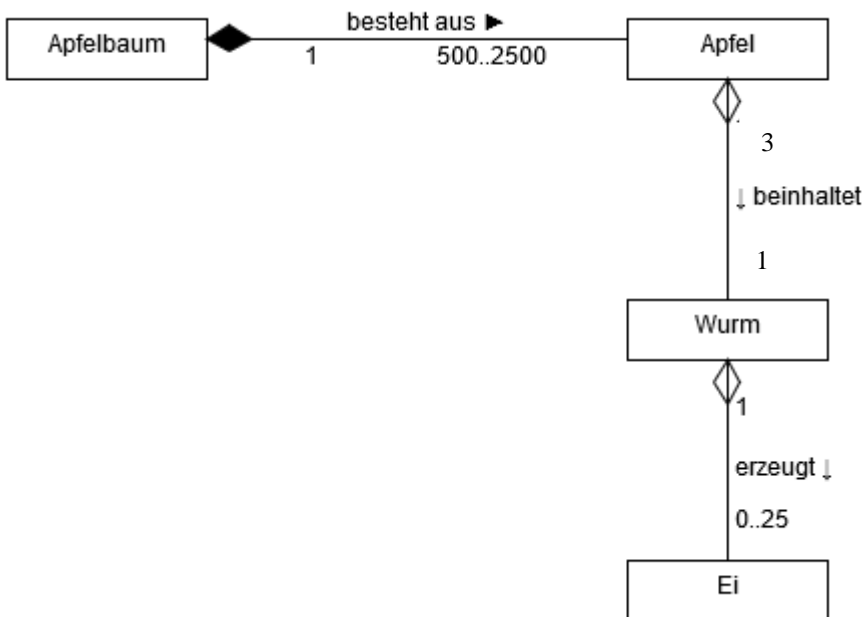 besteht aus ►
Apfelbaum
Apfel
1
500..2500
3
↓ beinhaltet
1
Wurm
1
erzeugt ↓
0..25
Ei